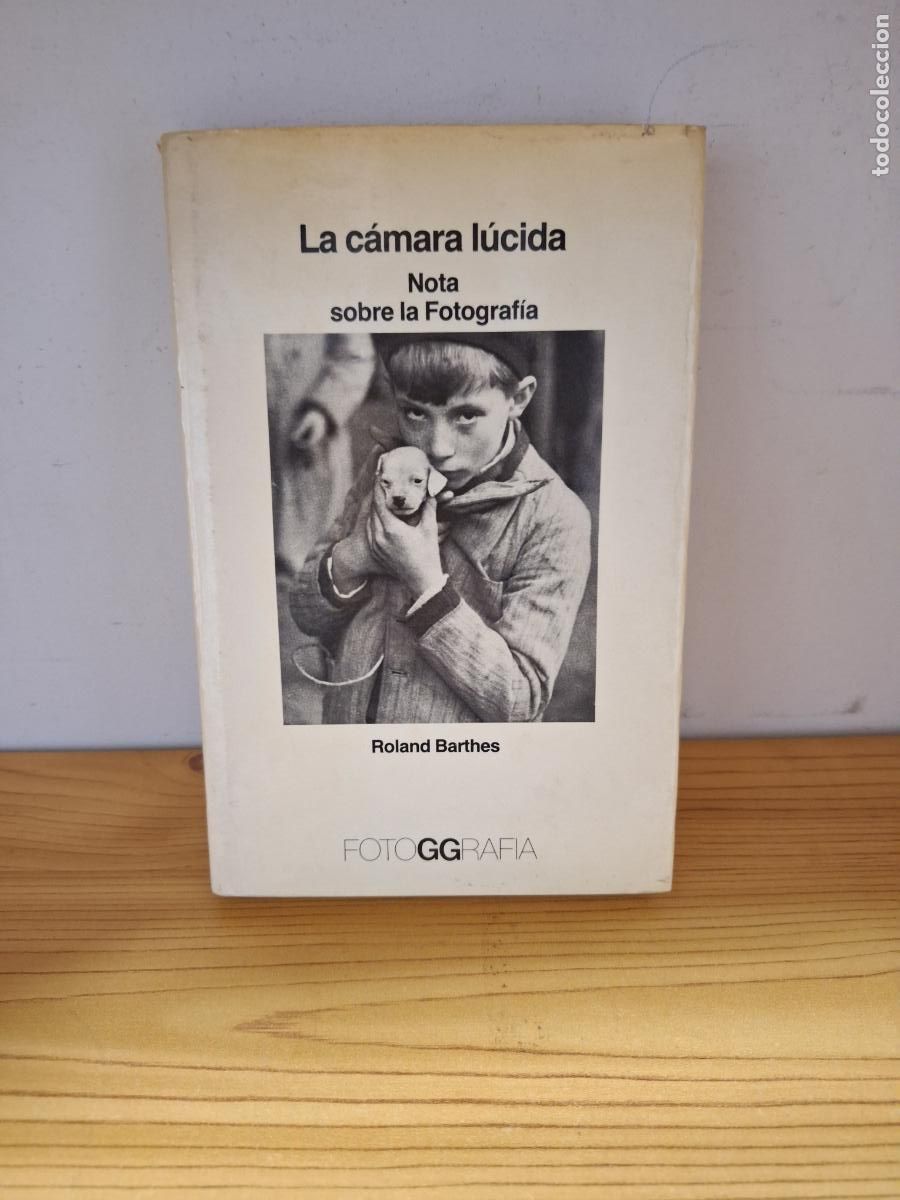 La cámara lúcida
Nota
sobre la Fotografía
Roland Barthes
FOTOGGRAFIA
todocoleccion